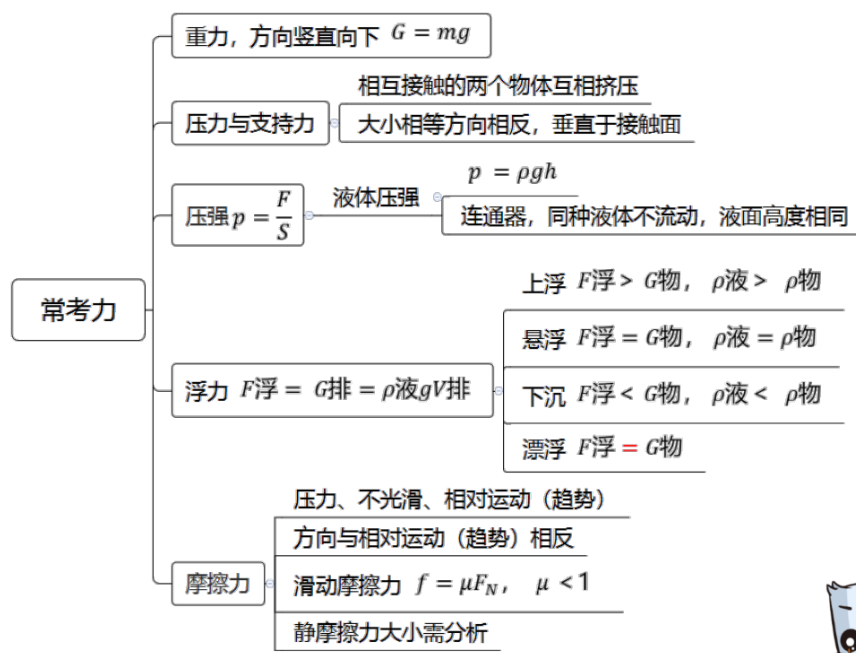 常考力
重力，方向竖直向下 G = mg
压力与支持力
相互接触的两个物体互相挤压
大小相等方向相反，垂直于接触面
压强 p = F/S
液体压强
p = ρgh
连通器，同种液体不流动，液面高度相同
浮力 F浮 = G排 = ρ液gV排
上浮 F浮 > G物， ρ液 > ρ物
悬浮 F浮 = G物， ρ液 = ρ物
下沉 F浮 < G物， ρ液 < ρ物
漂浮 F浮 = G物
摩擦力
压力、不光滑、相对运动（趋势）
方向与相对运动（趋势）相反
滑动摩擦力 f = μF_N， μ < 1
静摩擦力大小需分析